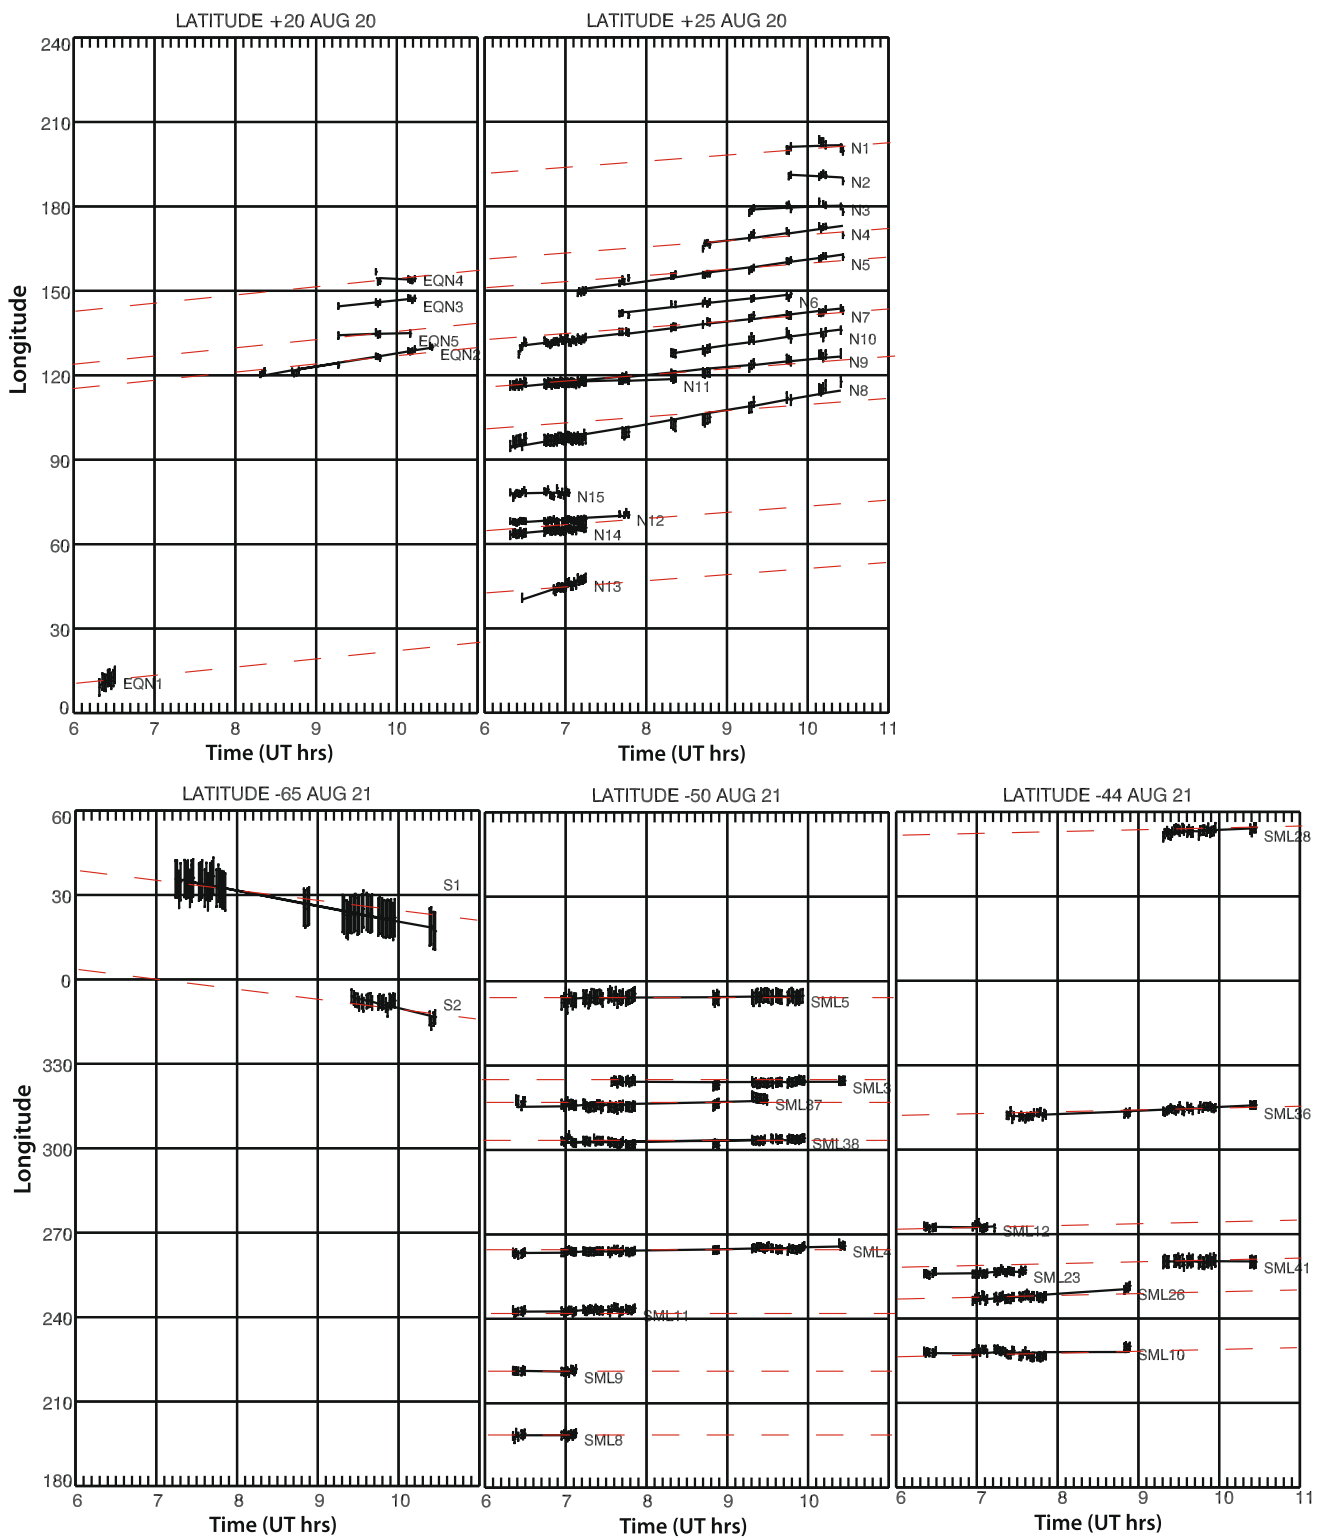 LATITUDE +20 AUG 20
LATITUDE +25 AUG 20
240
210
180
150
120
90
60
30
0
Longitude
EQN4
EQN3
EQN5
EQN2
EQN1
N1
N2
N3
N4
N5
N6
N7
N10
N9
N11
N8
N15
N12
N14
N13
6 7 8 9 10
6 7 8 9 10 11
Time (UT hrs)
Time (UT hrs)
LATITUDE -65 AUG 21
LATITUDE -50 AUG 21
LATITUDE -44 AUG 21
60
30
0
330
300
270
240
210
180
Longitude
S1
S2
SML5
SML3
SML37
SML38
SML4
SML11
SML9
SML8
SML28
SML36
SML12
SML23
SML41
SML26
SML10
6 7 8 9 10
6 7 8 9 10
6 7 8 9 10 11
Time (UT hrs)
Time (UT hrs)
Time (UT hrs)